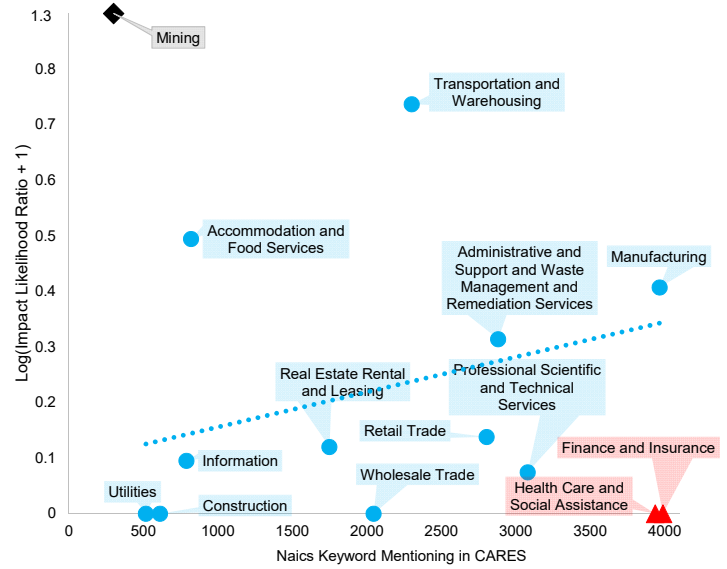 1.3
Mining
0.8
Transportation and
Warehousing
0.7
0.6
0.5
Accommodation and
Food Services
Administrative and
Support and Waste
Management and
Remediation Services
Manufacturing
0.4
0.3
Real Estate Rental
and Leasing
Professional Scientific
and Technical
Services
0.2
Retail Trade
Finance and Insurance
0.1
Information
Wholesale Trade
Utilities
Construction
Health Care and
Social Assistance
0
0
500
1000
1500
2000
2500
3000
3500
4000
Naics Keyword Mentioning in CARES
Log(Impact Likelihood Ratio + 1)